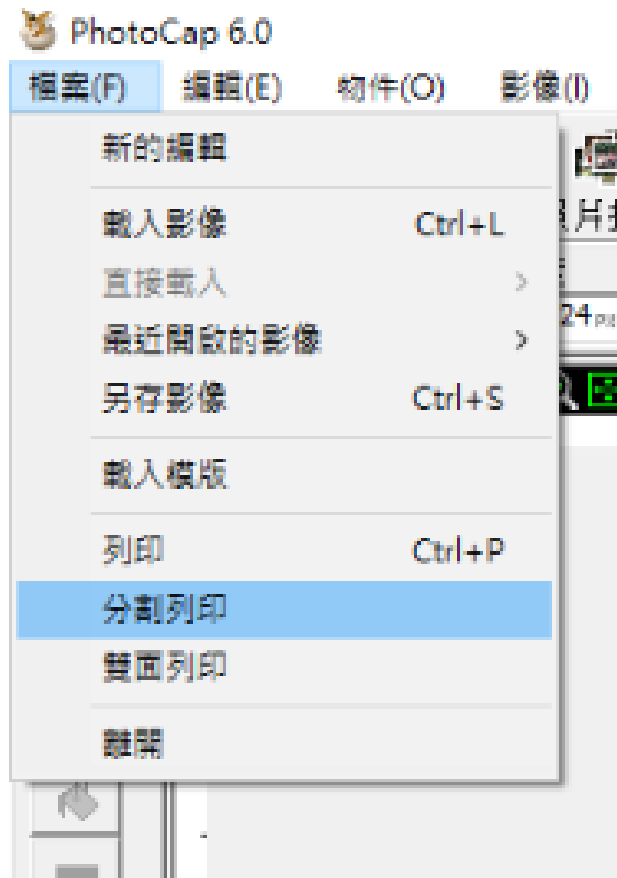 PhotoCap 6.0
檔案(F) 編輯(E) 物件(O) 影像(I)
新的編輯
載入影像 Ctrl+L
直接載入
最近開啟的影像
另存影像 Ctrl+S
載入模版
列印 Ctrl+P
分割列印
雙面列印
離開
片
24